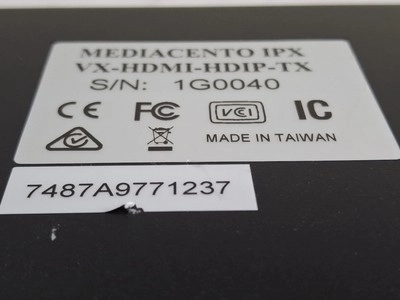 MEDIACENTO IPX
VX-HDMI-HDIP-TX
S/N: 1G0040
CE FC VCI IC
MADE IN TAIWAN
7487A9771237